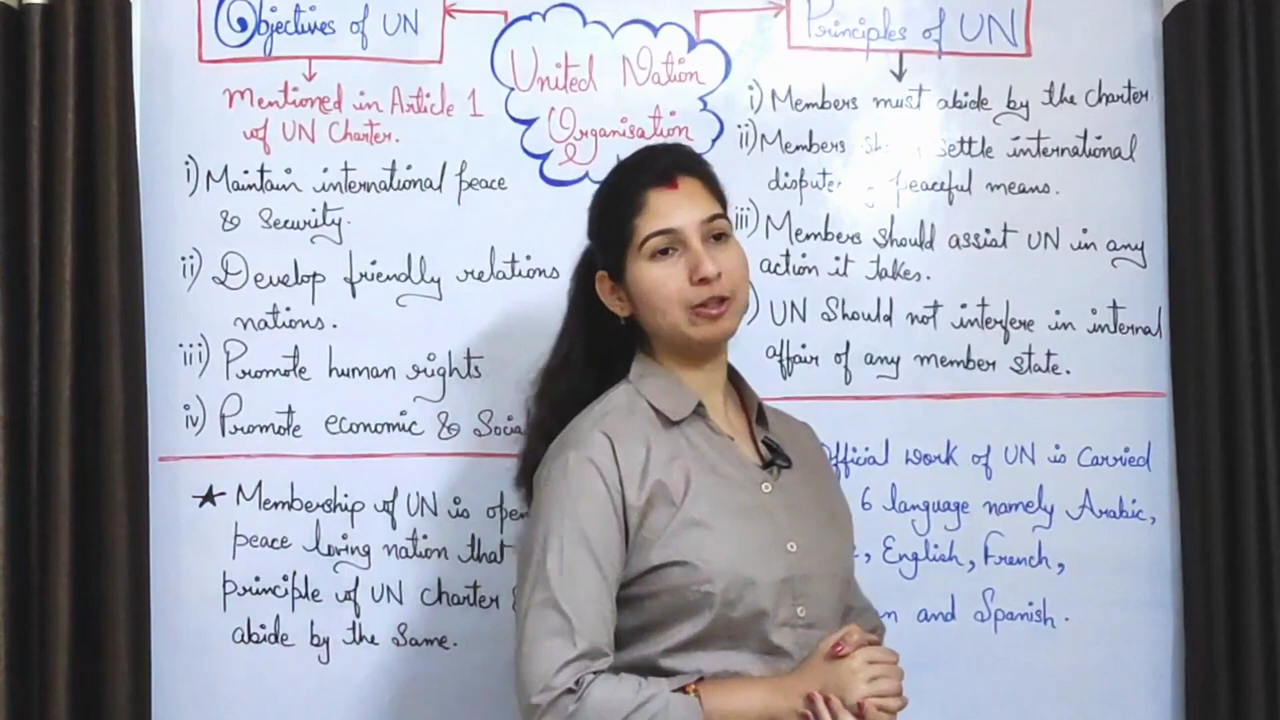 Objectives of UN
Mentioned in Article 1
of UN Charter.
i) Maintain international peace
& Security.
ii) Develop friendly relations
nations.
iii) Promote human rights
iv) Promote economic & Social
★ Membership of UN is open
peace loving nation that
principle of UN charter
abide by the Same.
United Nation
Organisation
Principles of UN
i) Members must abide by the Charter
ii) Members settle international
peaceful means.
iii) Members should assist UN in any
action it takes.
) UN Should not interfere in internal
affair of any member state.
Official work of UN is Carried
6 language namely Arabic,
, English, French,
and Spanish.